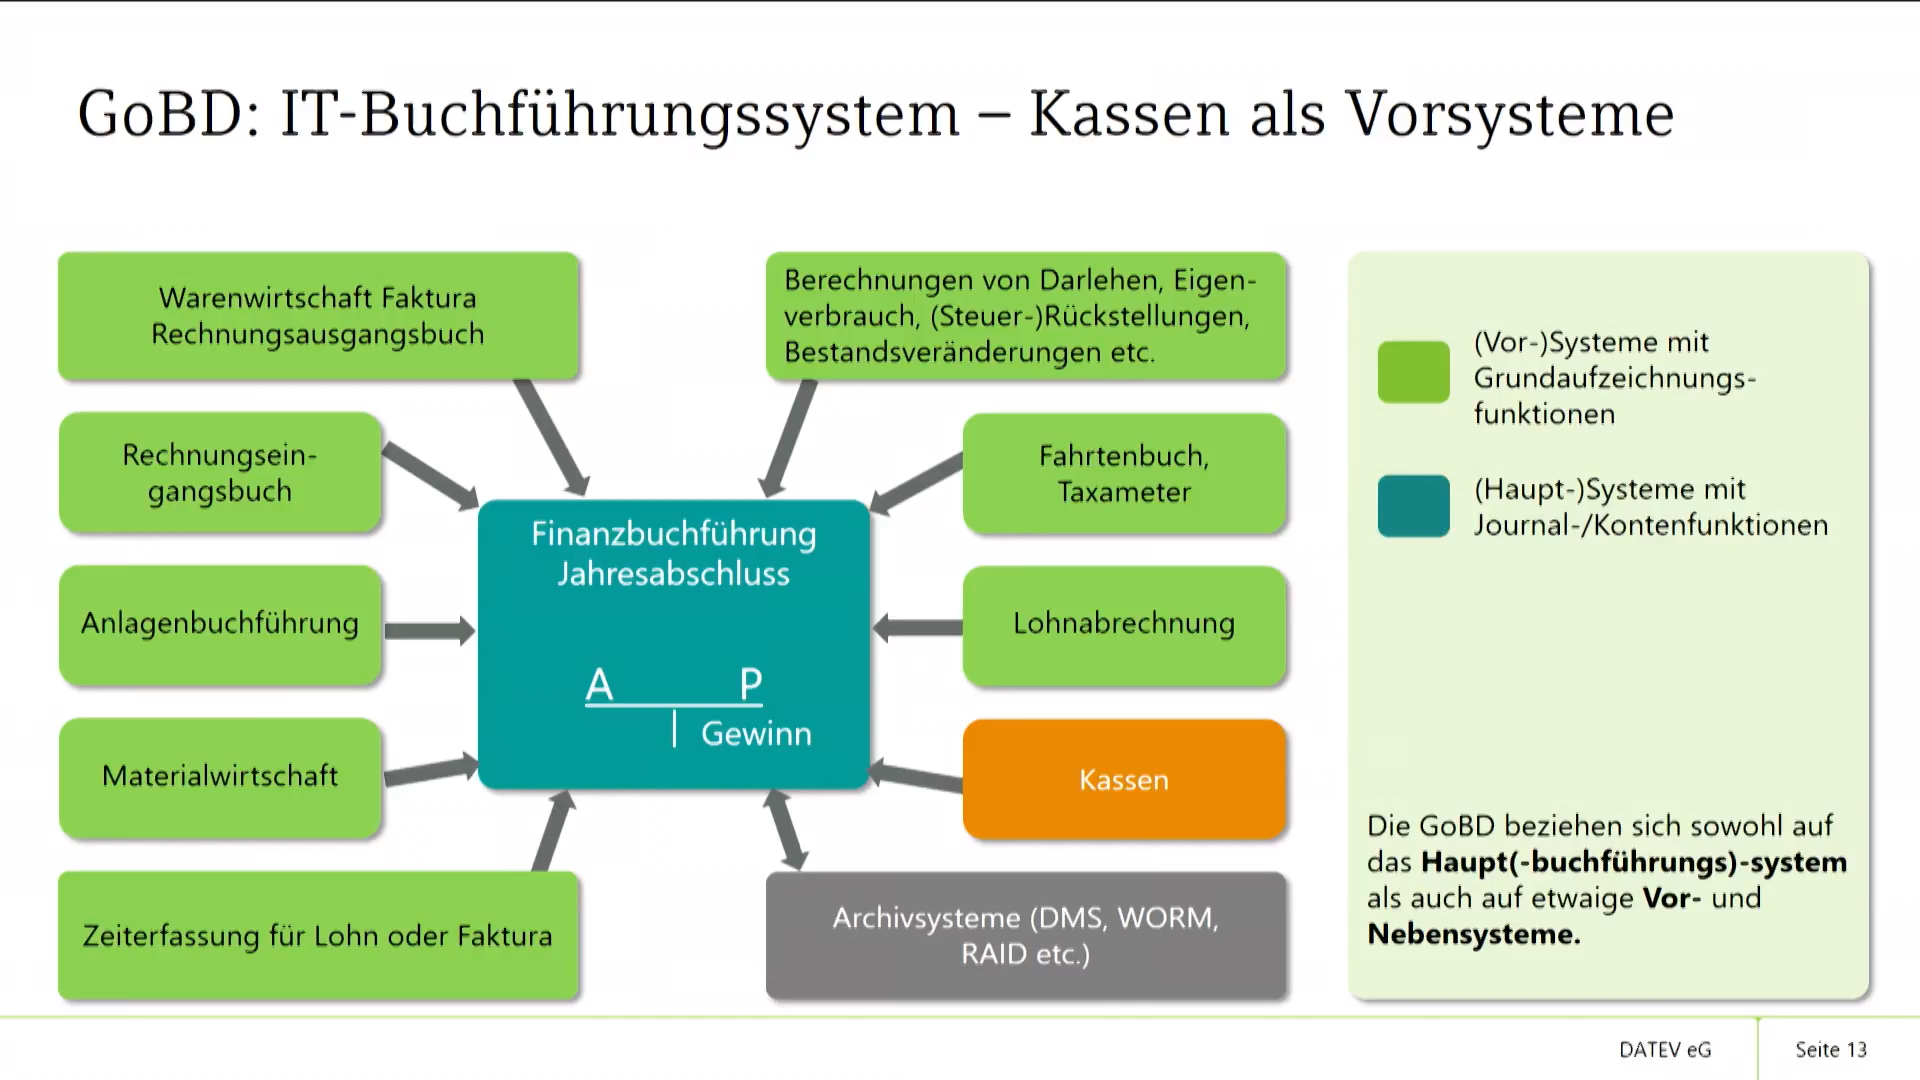 GoBD: IT-Buchführungssystem – Kassen als Vorsysteme
Warenwirtschaft Faktura
Rechnungsausgangsbuch
Berechnungen von Darlehen, Eigen-
verbrauch, (Steuer-)Rückstellungen,
Bestandsveränderungen etc.
Rechnungsein-
gangsbuch
Fahrtenbuch,
Taxameter
Finanzbuchführung
Jahresabschluss
A P
Gewinn
Anlagenbuchführung
Lohnabrechnung
Materialwirtschaft
Kassen
Zeiterfassung für Lohn oder Faktura
Archivsysteme (DMS, WORM,
RAID etc.)
(Vor-)Systeme mit
Grundaufzeichnungs-
funktionen
(Haupt-)Systeme mit
Journal-/Kontenfunktionen
Die GoBD beziehen sich sowohl auf
das Haupt(-buchführungs)-system
als auch auf etwaige Vor- und
Nebensysteme.
DATEV eG
Seite 13